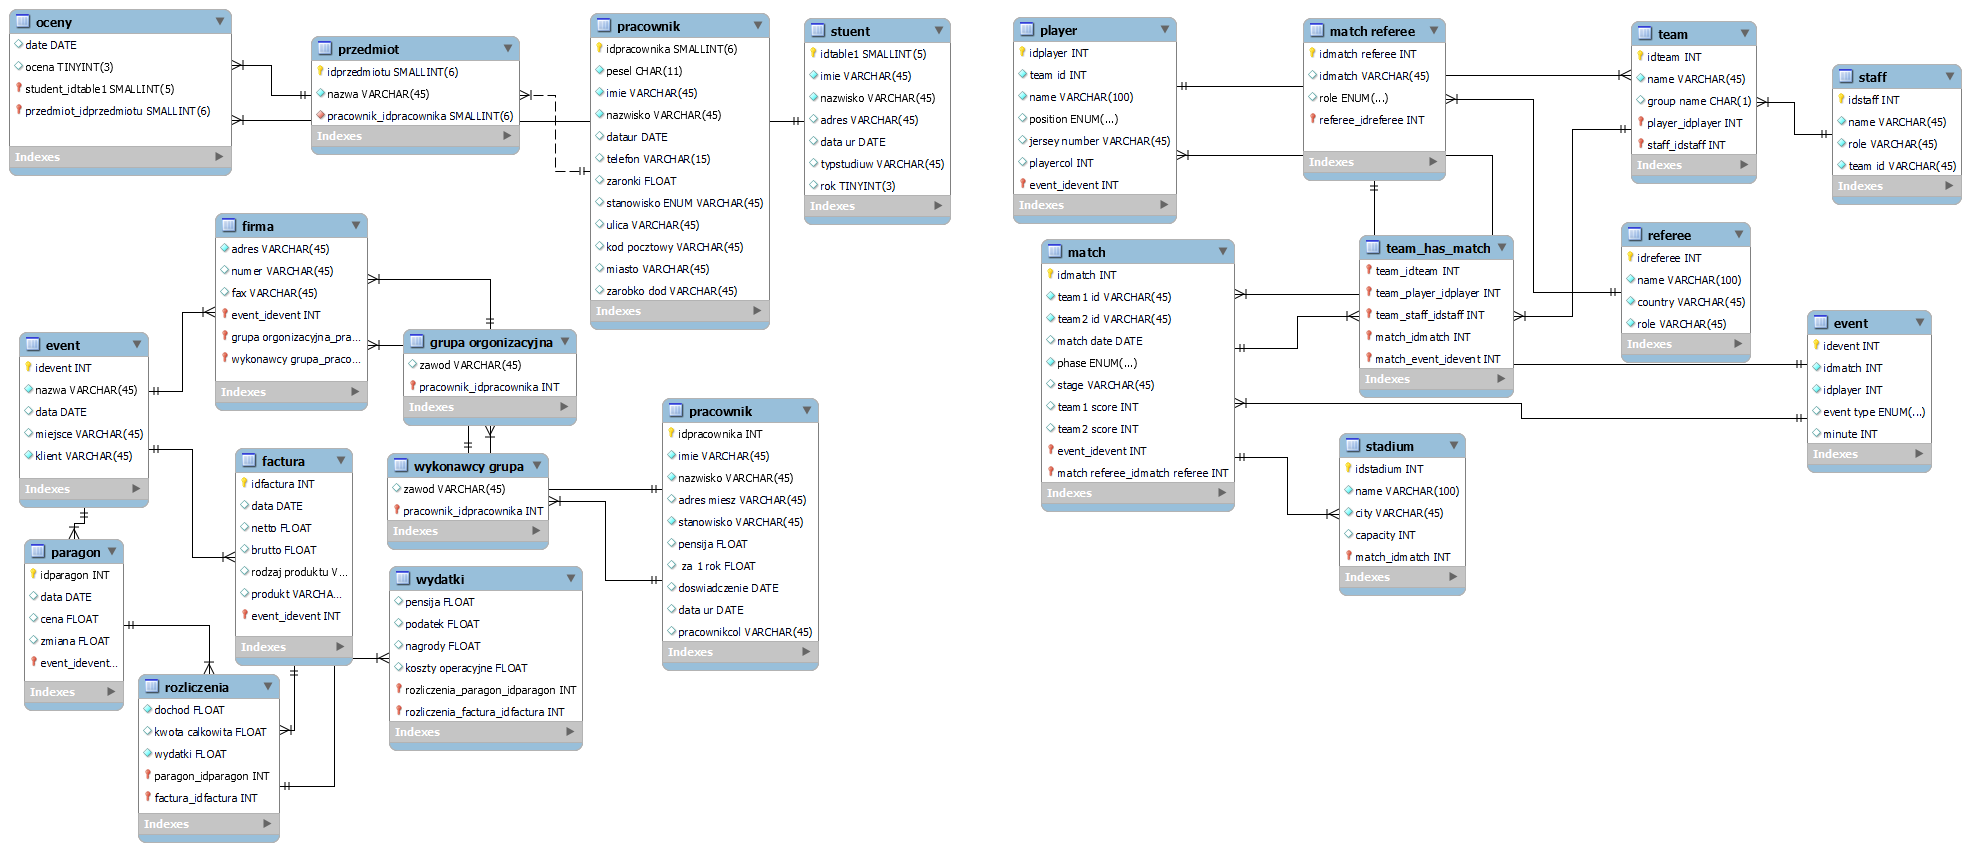 oceny
date DATE
ocena TINYINT(3)
student_idtable1 SMALLINT(5)
przedmiot_idprzedmiotu SMALLINT(6)
Indexes
przedmiot
idprzedmiotu SMALLINT(6)
nazwa VARCHAR(45)
pracownik_idpracownika SMALLINT(6)
Indexes
pracownik
idpracownika SMALLINT(6)
pesel CHAR(11)
imie VARCHAR(45)
nazwisko VARCHAR(45)
dataur DATE
telefon VARCHAR(15)
zaronki FLOAT
stanowisko ENUM VARCHAR(45)
ulica VARCHAR(45)
kod pocztowy VARCHAR(45)
miasto VARCHAR(45)
zarobko dod VARCHAR(45)
Indexes
stuent
idtable1 SMALLINT(5)
imie VARCHAR(45)
nazwisko VARCHAR(45)
adres VARCHAR(45)
data ur DATE
typstudiuw VARCHAR(45)
rok TINYINT(3)
Indexes
firma
adres VARCHAR(45)
numer VARCHAR(45)
fax VARCHAR(45)
event_idevent INT
grupa orgonizacyjna_pra...
wykonawcy grupa_praco...
Indexes
event
idevent INT
nazwa VARCHAR(45)
data DATE
miejsce VARCHAR(45)
klient VARCHAR(45)
Indexes
grupa orgonizacyjna
zawod VARCHAR(45)
pracownik_idpracownika INT
Indexes
factura
idfactura INT
data DATE
netto FLOAT
brutto FLOAT
rodzaj produktu V...
produkt VARCHA...
event_idevent INT
Indexes
wykonawcy grupa
zawod VARCHAR(45)
pracownik_idpracownika INT
Indexes
pracownik
idpracownika INT
imie VARCHAR(45)
nazwisko VARCHAR(45)
adres miesz VARCHAR(45)
stanowisko VARCHAR(45)
pensija FLOAT
za 1 rok FLOAT
doswiadczenie DATE
data ur DATE
pracownikcol VARCHAR(45)
Indexes
paragon
idparagon INT
data DATE
cena FLOAT
zmiana FLOAT
event_idevent...
Indexes
wydatki
pensija FLOAT
podatek FLOAT
nagrody FLOAT
koszty operacyjne FLOAT
rozliczenia_paragon_idparagon INT
rozliczenia_factura_idfactura INT
Indexes
rozliczenia
dochod FLOAT
kwota calkowita FLOAT
wydatki FLOAT
paragon_idparagon INT
factura_idfactura INT
Indexes
player
idplayer INT
team id INT
name VARCHAR(100)
position ENUM(...)
jersey number VARCHAR(45)
playercol INT
event_idevent INT
Indexes
match referee
idmatch referee INT
idmatch VARCHAR(45)
role ENUM(...)
referee_idreferee INT
Indexes
team
idteam INT
name VARCHAR(45)
group name CHAR(1)
player_idplayer INT
staff_idstaff INT
Indexes
staff
idstaff INT
name VARCHAR(45)
role VARCHAR(45)
team id VARCHAR(45)
Indexes
match
idmatch INT
team1 id VARCHAR(45)
team2 id VARCHAR(45)
match date DATE
phase ENUM(...)
stage VARCHAR(45)
team1 score INT
team2 score INT
event_idevent INT
match referee_idmatch referee INT
Indexes
team_has_match
team_idteam INT
team_player_idplayer INT
team_staff_idstaff INT
match_idmatch INT
match_event_idevent INT
Indexes
referee
idreferee INT
name VARCHAR(100)
country VARCHAR(45)
role VARCHAR(45)
Indexes
event
idevent INT
idmatch INT
idplayer INT
event type ENUM(...)
minute INT
Indexes
stadium
idstadium INT
name VARCHAR(100)
city VARCHAR(45)
capacity INT
match_idmatch INT
Indexes